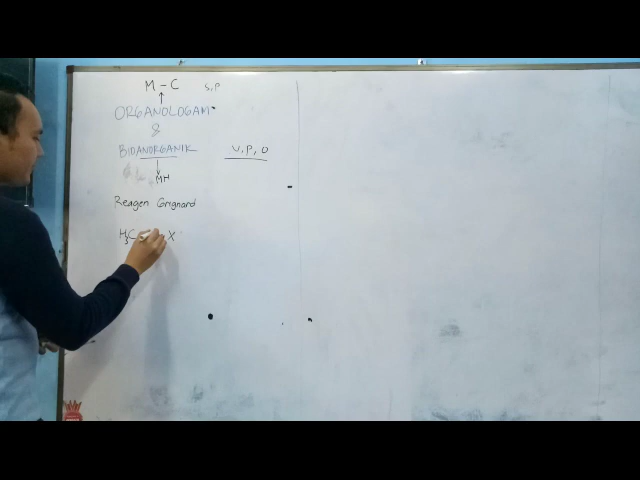 M – C    S, P
ORGANOLOGAM
&
BIOANORGANIK    V, P, O
MH
Reagen Grignard
H₃C    X